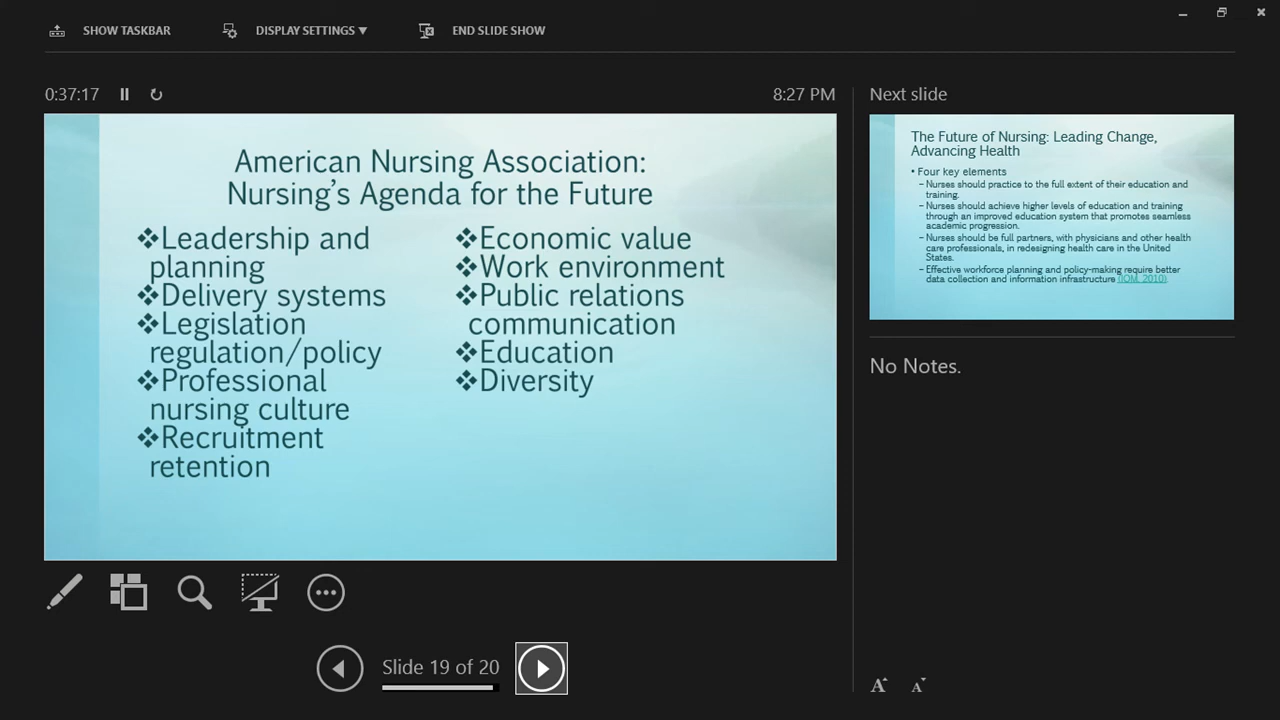 SHOW TASKBAR
DISPLAY SETTINGS ▼
END SLIDE SHOW
0:37:17
8:27 PM
American Nursing Association:
Nursing’s Agenda for the Future
❖Leadership and
planning
❖Delivery systems
❖Legislation
regulation/policy
❖Professional
nursing culture
❖Recruitment
retention
❖Economic value
❖Work environment
❖Public relations
communication
❖Education
❖Diversity
Slide 19 of 20
Next slide
The Future of Nursing: Leading Change,
Advancing Health
• Four key elements
– Nurses should practice to the full extent of their education and
training.
– Nurses should achieve higher levels of education and training
through an improved education system that promotes seamless
academic progression.
– Nurses should be full partners, with physicians and other health
care professionals, in redesigning health care in the United
States.
– Effective workforce planning and policy-making require better
data collection and information infrastructure (IOM, 2010).
No Notes.
A A